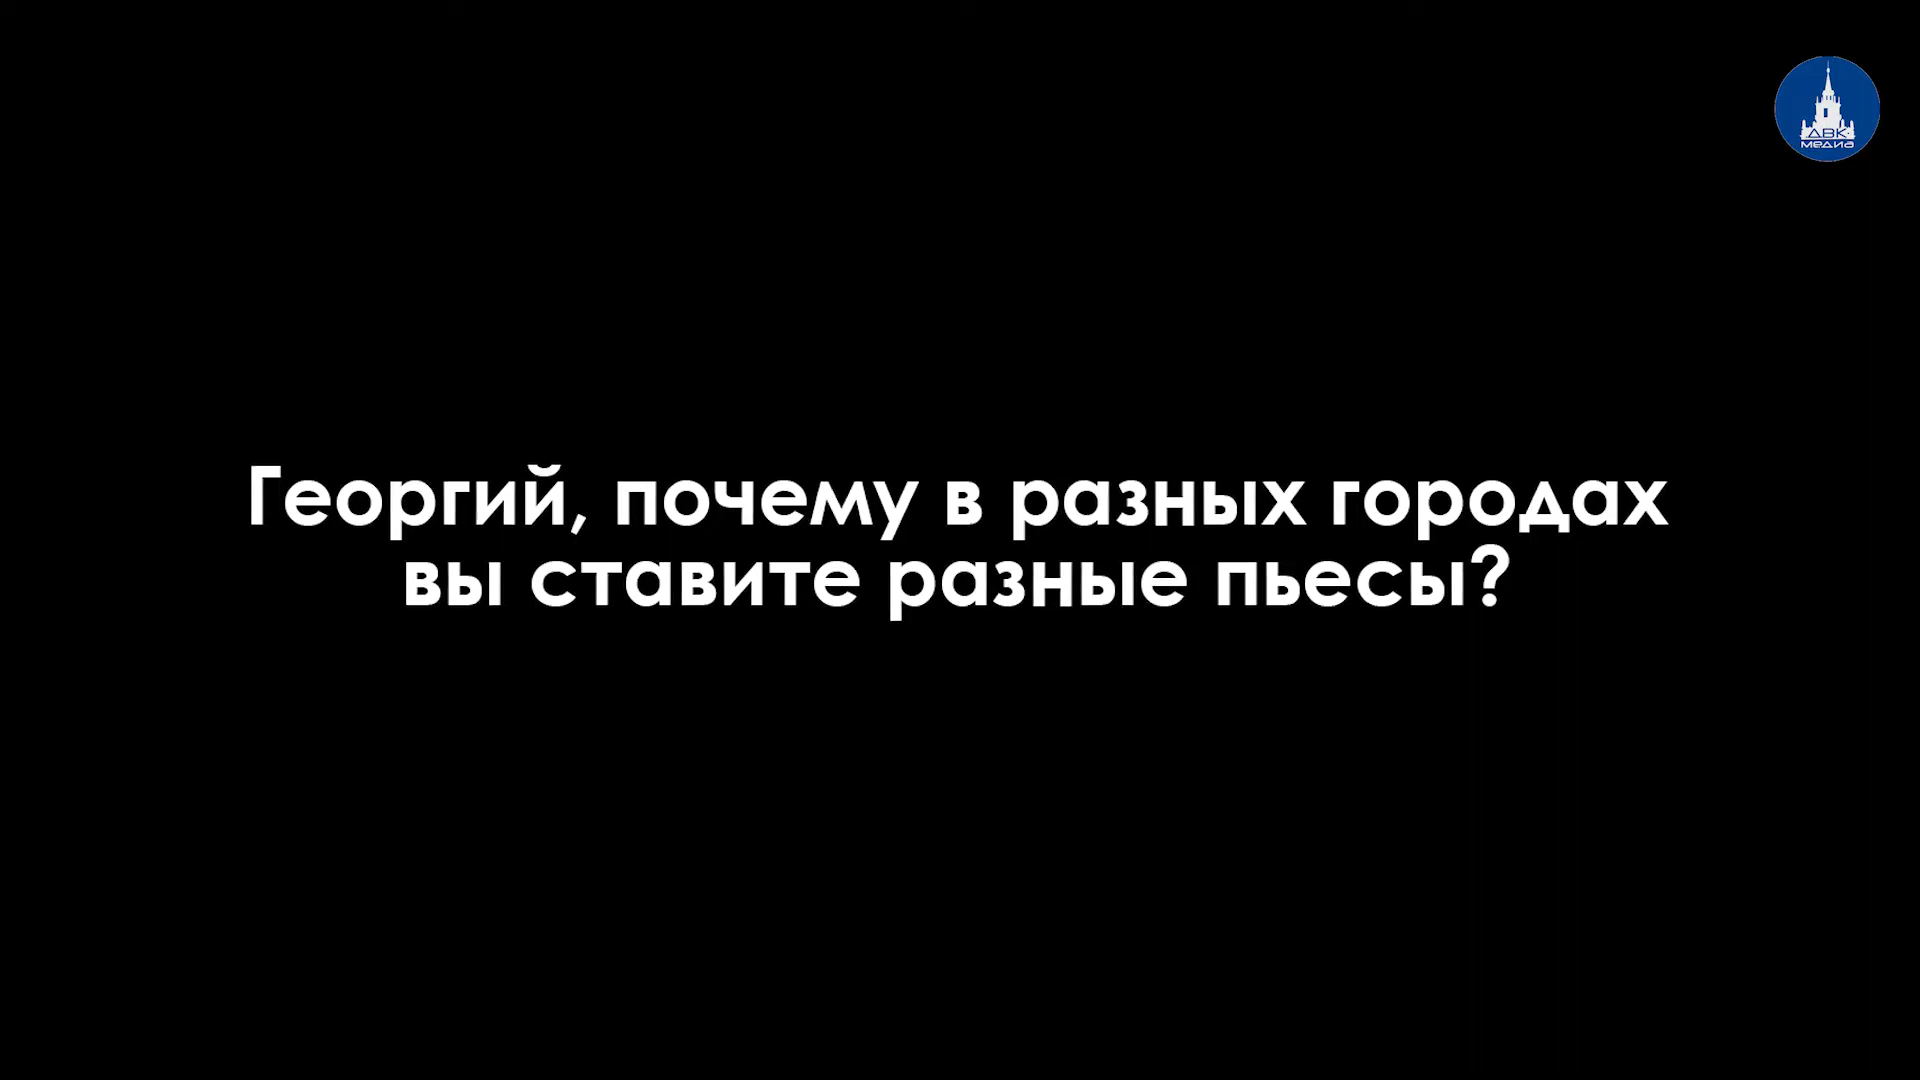 ДВК-
медиа
Георгий, почему в разных городах
вы ставите разные пьесы?